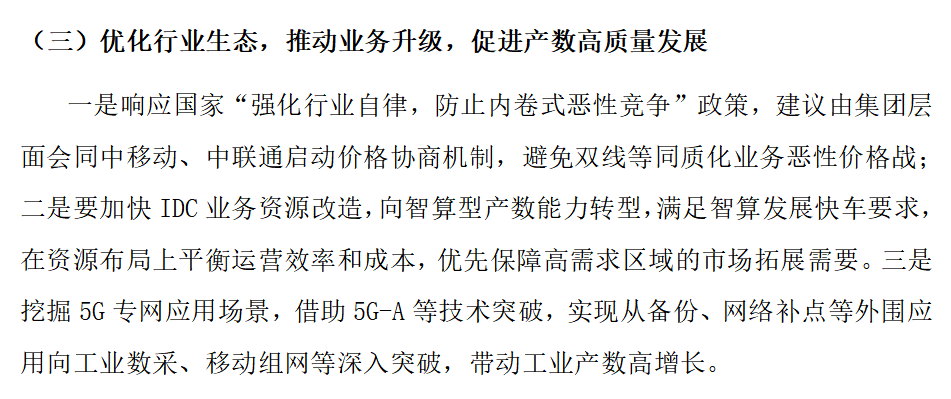 （三）优化行业生态，推动业务升级，促进产数高质量发展
一是响应国家“强化行业自律，防止内卷式恶性竞争”政策，建议由集团层
面会同中移动、中联通启动价格协商机制，避免双线等同质化业务恶性价格战；
二是要加快 IDC 业务资源改造，向智算型产数能力转型，满足智算发展快车要求，
在资源布局上平衡运营效率和成本，优先保障高需求区域的市场拓展需要。三是
挖掘 5G 专网应用场景，借助 5G-A 等技术突破，实现从备份、网络补点等外围应
用向工业数采、移动组网等深入突破，带动工业产数高增长。